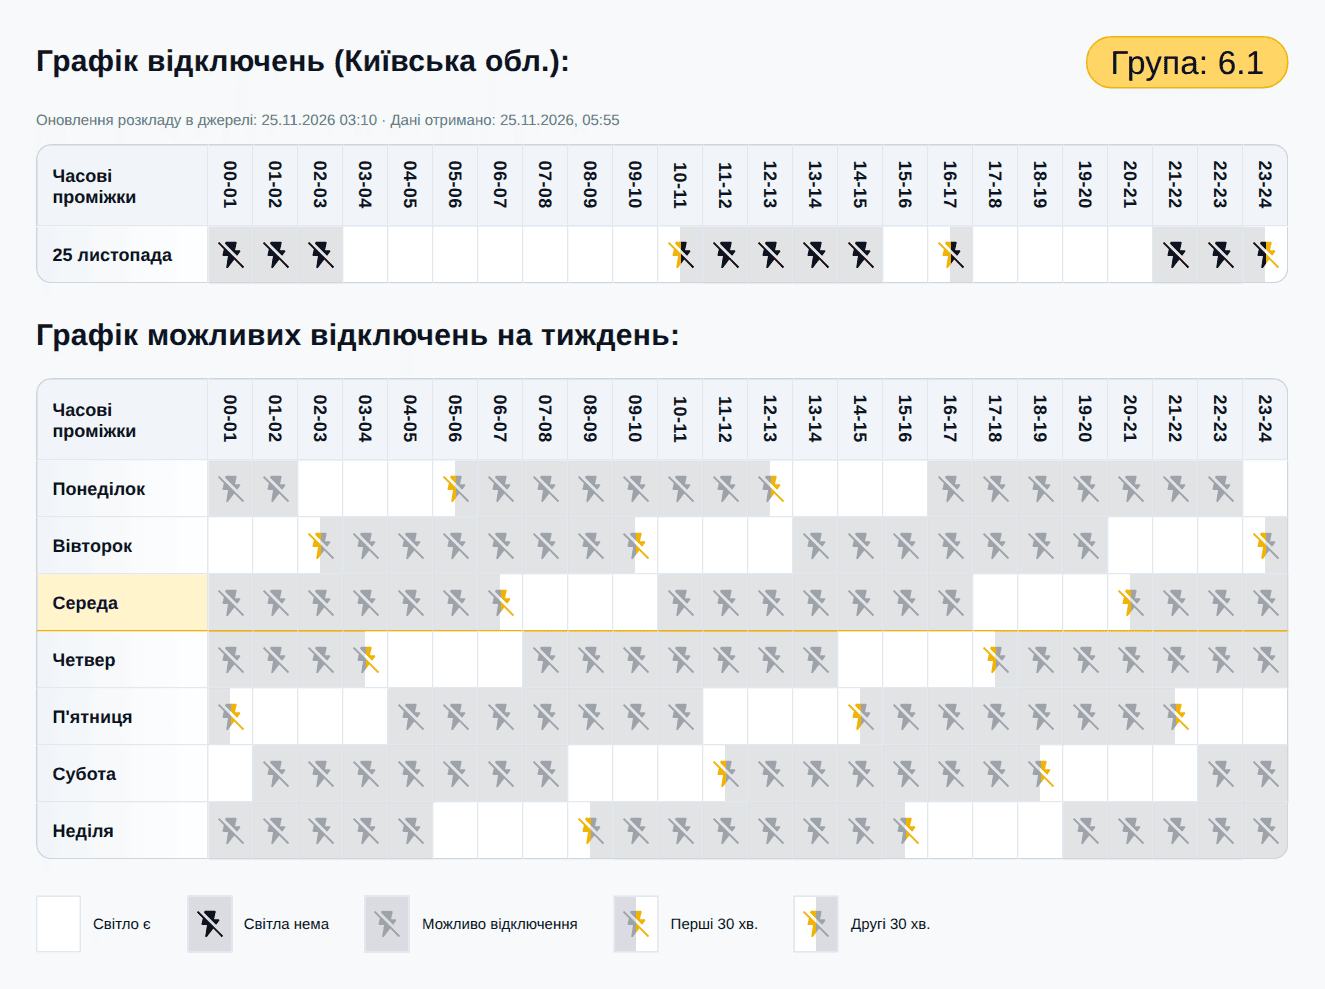 Графік відключень (Київська обл.):
Група: 6.1
Оновлення розкладу в джерелі: 25.11.2026 03:10 · Дані отримано: 25.11.2026, 05:55
Часові
проміжки
00-01 01-02 02-03 03-04 04-05 05-06 06-07 07-08 08-09 09-10 10-11 11-12 12-13 13-14 14-15 15-16 16-17 17-18 18-19 19-20 20-21 21-22 22-23 23-24
25 листопада
Графік можливих відключень на тиждень:
Часові
проміжки
00-01 01-02 02-03 03-04 04-05 05-06 06-07 07-08 08-09 09-10 10-11 11-12 12-13 13-14 14-15 15-16 16-17 17-18 18-19 19-20 20-21 21-22 22-23 23-24
Понеділок
Вівторок
Середа
Четвер
П'ятниця
Субота
Неділя
Світло є Світла нема Можливо відключення Перші 30 хв. Другі 30 хв.